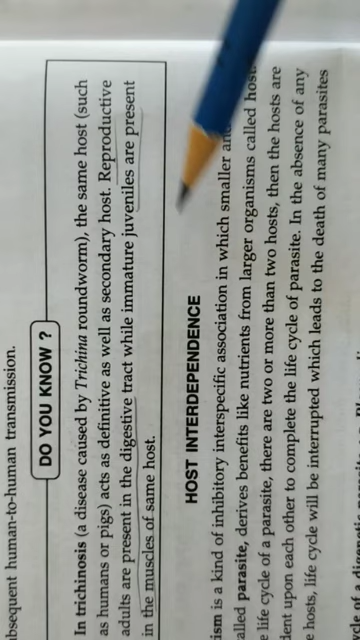 bsequent human-to-human transmission.
DO YOU KNOW ?
In trichinosis (a disease caused by Trichina roundworm), the same host (such
as humans or pigs) acts as definitive as well as secondary host. Reproductive
adults are present in the digestive tract while immature juveniles are present
in the muscles of same host.
HOST INTERDEPENDENCE
ism is a kind of inhibitory interspecific association in which smaller
alled parasite, derives benefits like nutrients from larger organisms called host.
life cycle of a parasite, there are two or more than two hosts, then the hosts are
ent upon each other to complete the life cycle of parasite. In the absence of any
e hosts, life cycle will be interrupted which leads to the death of many parasites